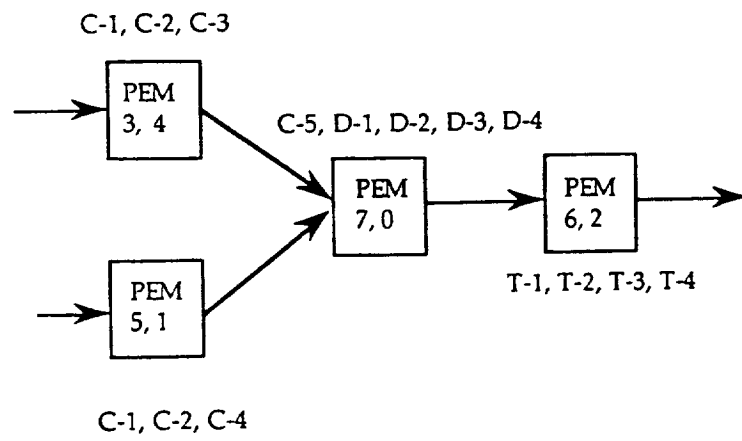 C-1, C-2, C-3
PEM
3, 4
C-5, D-1, D-2, D-3, D-4
PEM
7, 0
PEM
6, 2
T-1, T-2, T-3, T-4
PEM
5, 1
C-1, C-2, C-4